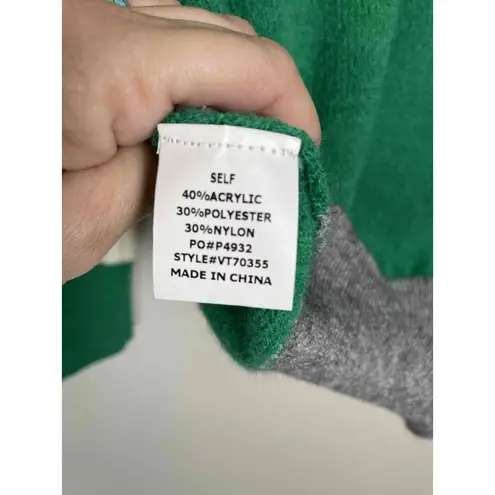 SELF
40%ACRYLIC
30%POLYESTER
30%NYLON
PO#P4932
STYLE#VT70355
MADE IN CHINA